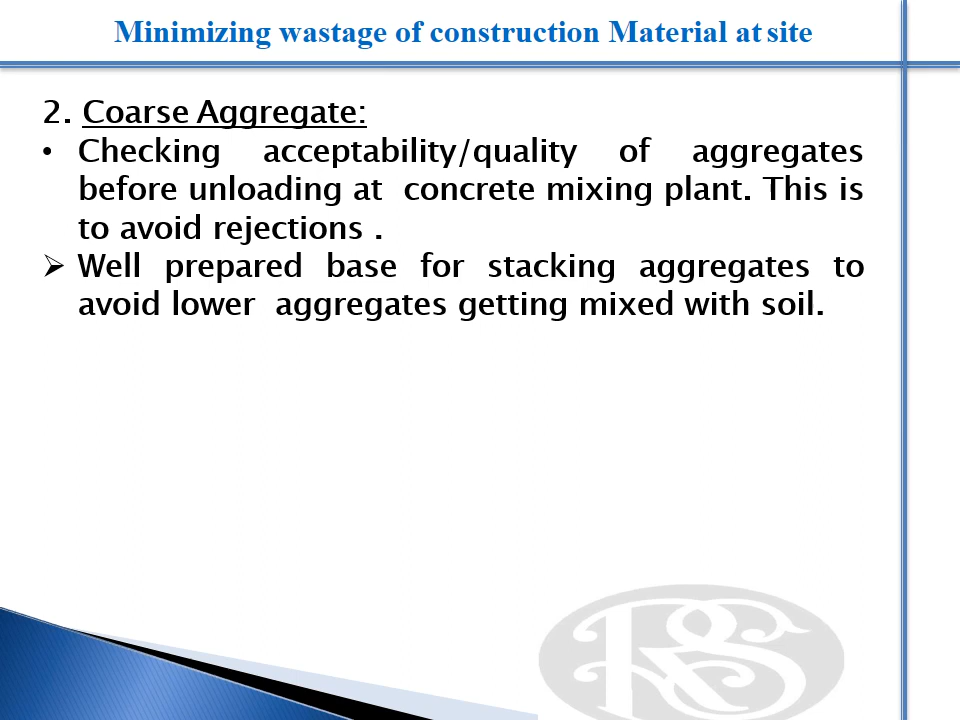 Minimizing wastage of construction Material at site
2. Coarse Aggregate:
• Checking acceptability/quality of aggregates
before unloading at concrete mixing plant. This is
to avoid rejections .
➢ Well prepared base for stacking aggregates to
avoid lower aggregates getting mixed with soil.